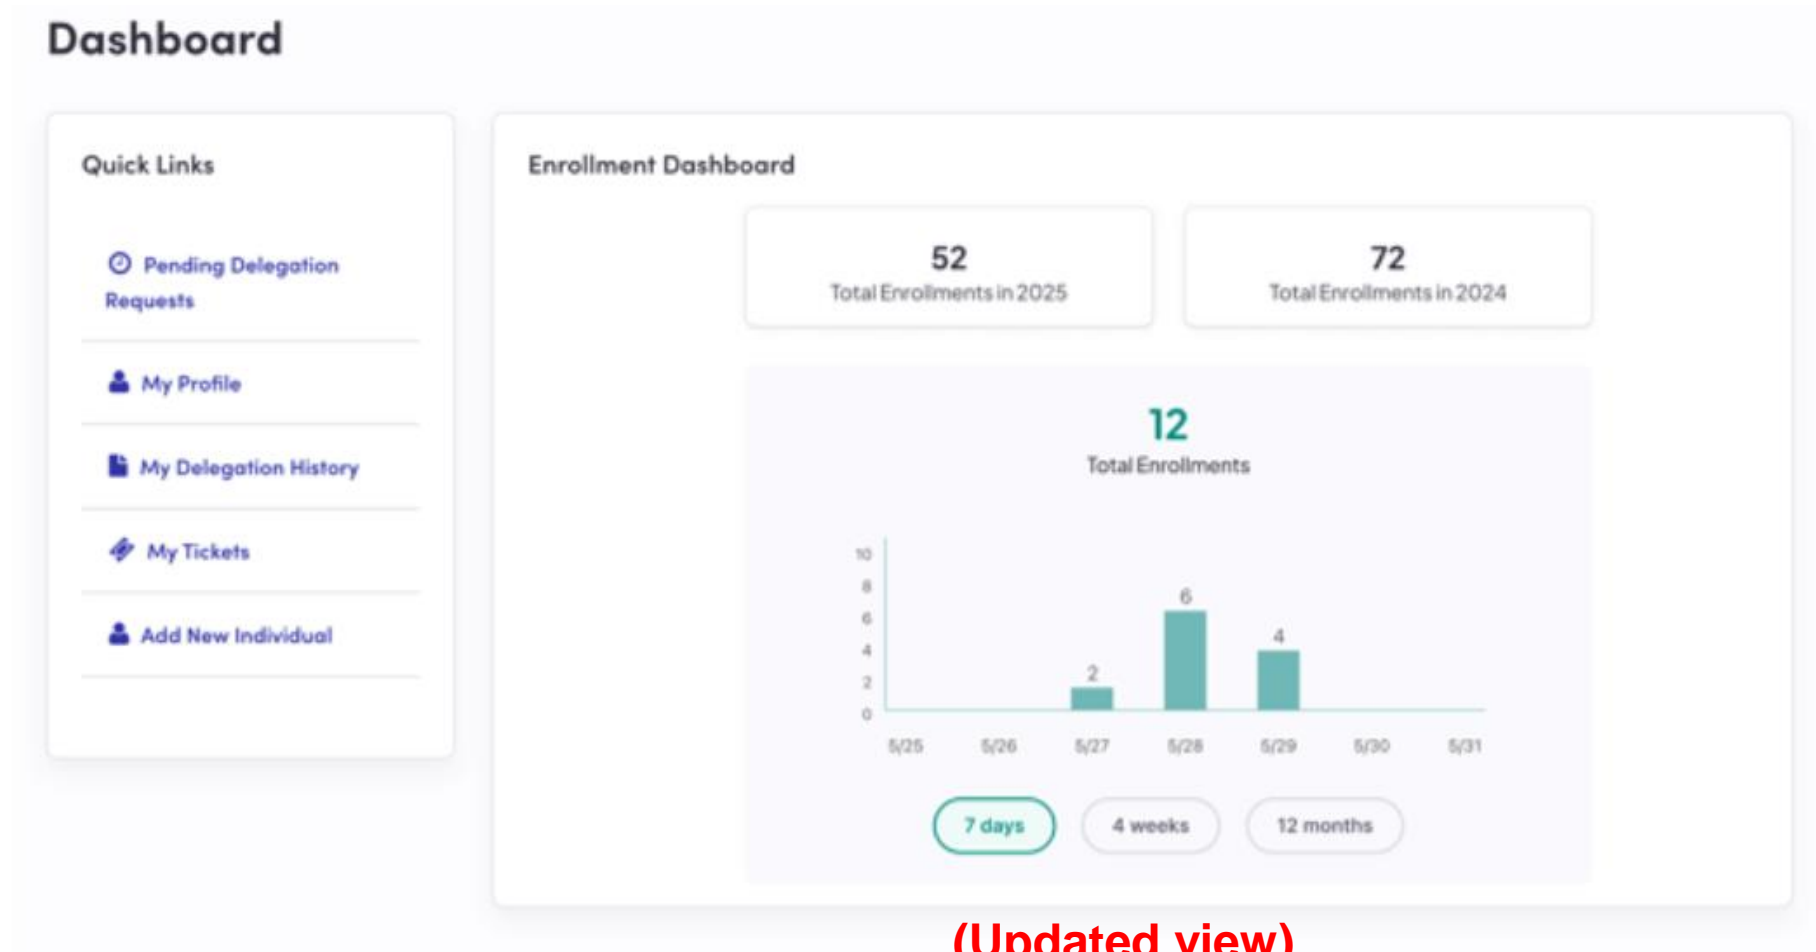 Dashboard
Quick Links
Pending Delegation
Requests
My Profile
My Delegation History
My Tickets
Add New Individual
Enrollment Dashboard
52
Total Enrollments in 2025
72
Total Enrollments in 2024
12
Total Enrollments
10
8
6
4
2
0
2
6
4
5/25 5/26 5/27 5/28 5/29 5/30 5/31
7 days 4 weeks 12 months
(Updated view)